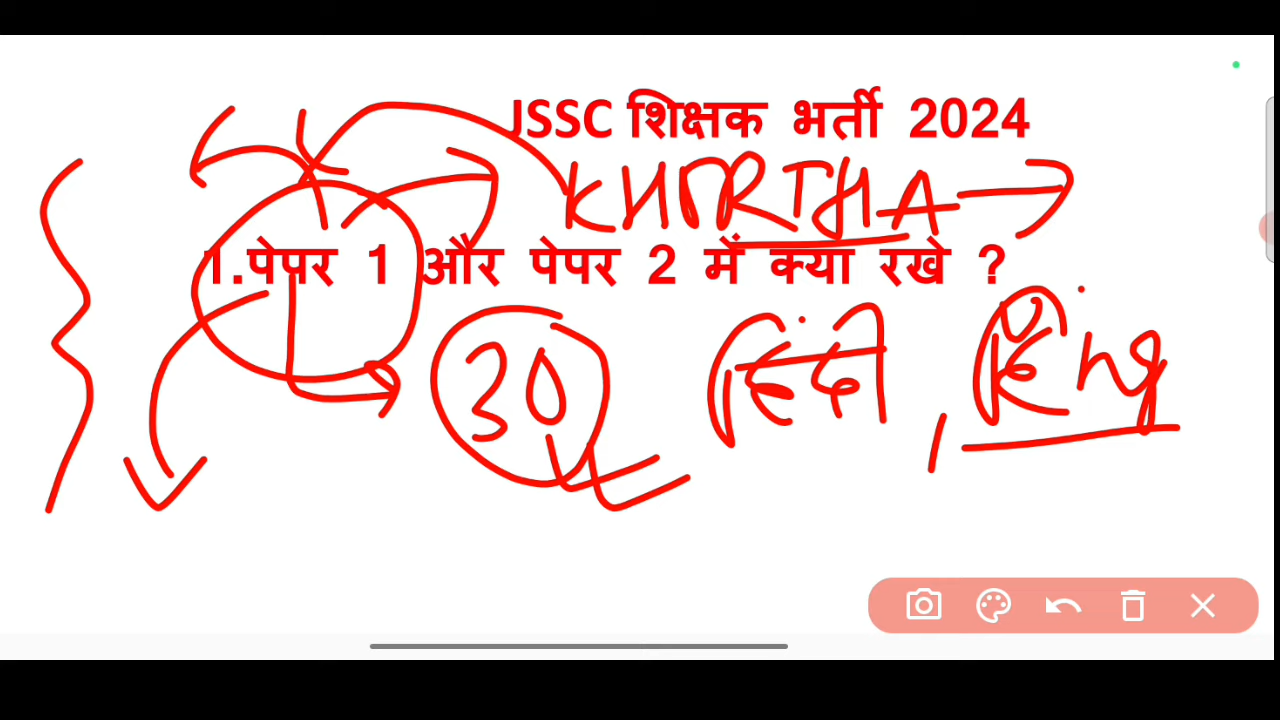 JSSC शिक्षक भर्ती 2024
KHORTHA
1.पेपर 1 और पेपर 2 में क्या रखे ?
30 हिंदी , Eng